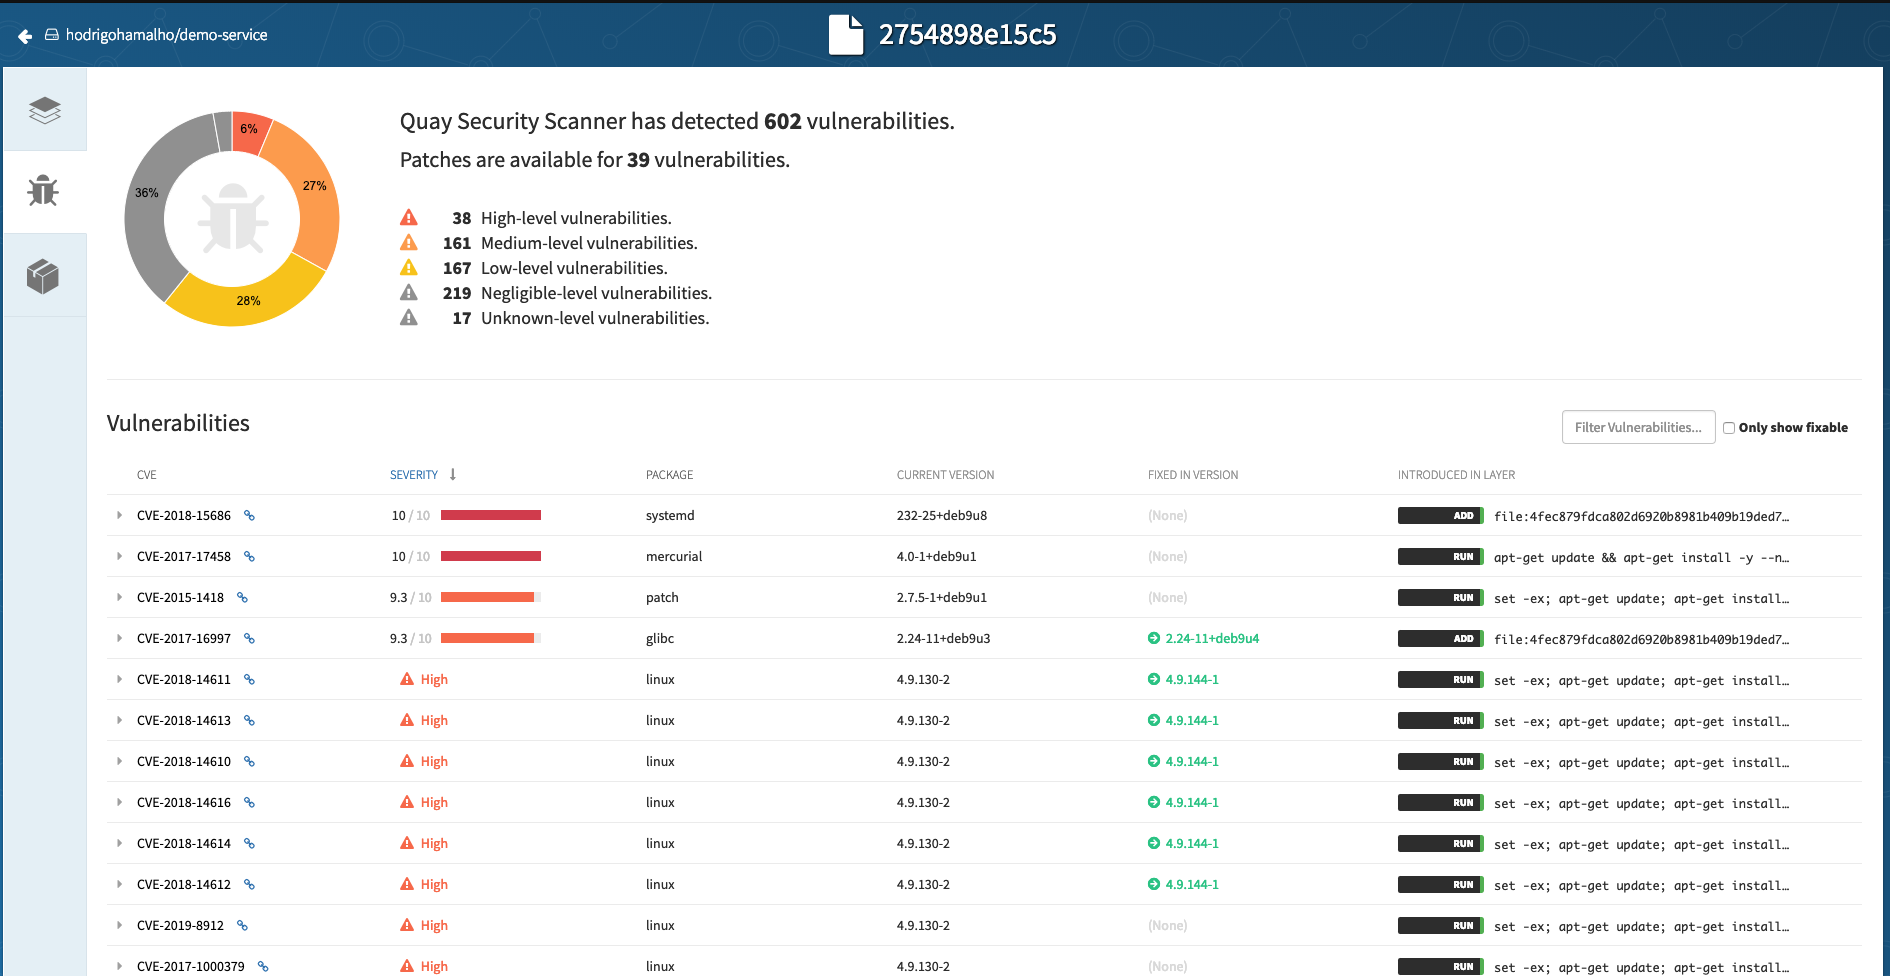 hodrigohamalho/demo-service
2754898e15c5
6%
27%
36%
28%
Quay Security Scanner has detected 602 vulnerabilities.
Patches are available for 39 vulnerabilities.
38 High-level vulnerabilities.
161 Medium-level vulnerabilities.
167 Low-level vulnerabilities.
219 Negligible-level vulnerabilities.
17 Unknown-level vulnerabilities.
Vulnerabilities
Filter Vulnerabilities... Only show fixable
CVE SEVERITY PACKAGE CURRENT VERSION FIXED IN VERSION INTRODUCED IN LAYER
CVE-2018-15686 10 / 10 systemd 232-25+deb9u8 (None) ADD file:4fec879fdca802d6920b8981b409b19ded7…
CVE-2017-17458 10 / 10 mercurial 4.0-1+deb9u1 (None) RUN apt-get update && apt-get install -y --n…
CVE-2015-1418 9.3 / 10 patch 2.7.5-1+deb9u1 (None) RUN set -ex; apt-get update; apt-get install…
CVE-2017-16997 9.3 / 10 glibc 2.24-11+deb9u3 2.24-11+deb9u4 ADD file:4fec879fdca802d6920b8981b409b19ded7…
CVE-2018-14611 High linux 4.9.130-2 4.9.144-1 RUN set -ex; apt-get update; apt-get install…
CVE-2018-14613 High linux 4.9.130-2 4.9.144-1 RUN set -ex; apt-get update; apt-get install…
CVE-2018-14610 High linux 4.9.130-2 4.9.144-1 RUN set -ex; apt-get update; apt-get install…
CVE-2018-14616 High linux 4.9.130-2 4.9.144-1 RUN set -ex; apt-get update; apt-get install…
CVE-2018-14614 High linux 4.9.130-2 4.9.144-1 RUN set -ex; apt-get update; apt-get install…
CVE-2018-14612 High linux 4.9.130-2 4.9.144-1 RUN set -ex; apt-get update; apt-get install…
CVE-2019-8912 High linux 4.9.130-2 (None) RUN set -ex; apt-get update; apt-get install…
CVE-2017-1000379 High linux 4.9.130-2 (None) RUN set -ex; apt-get update; apt-get install…